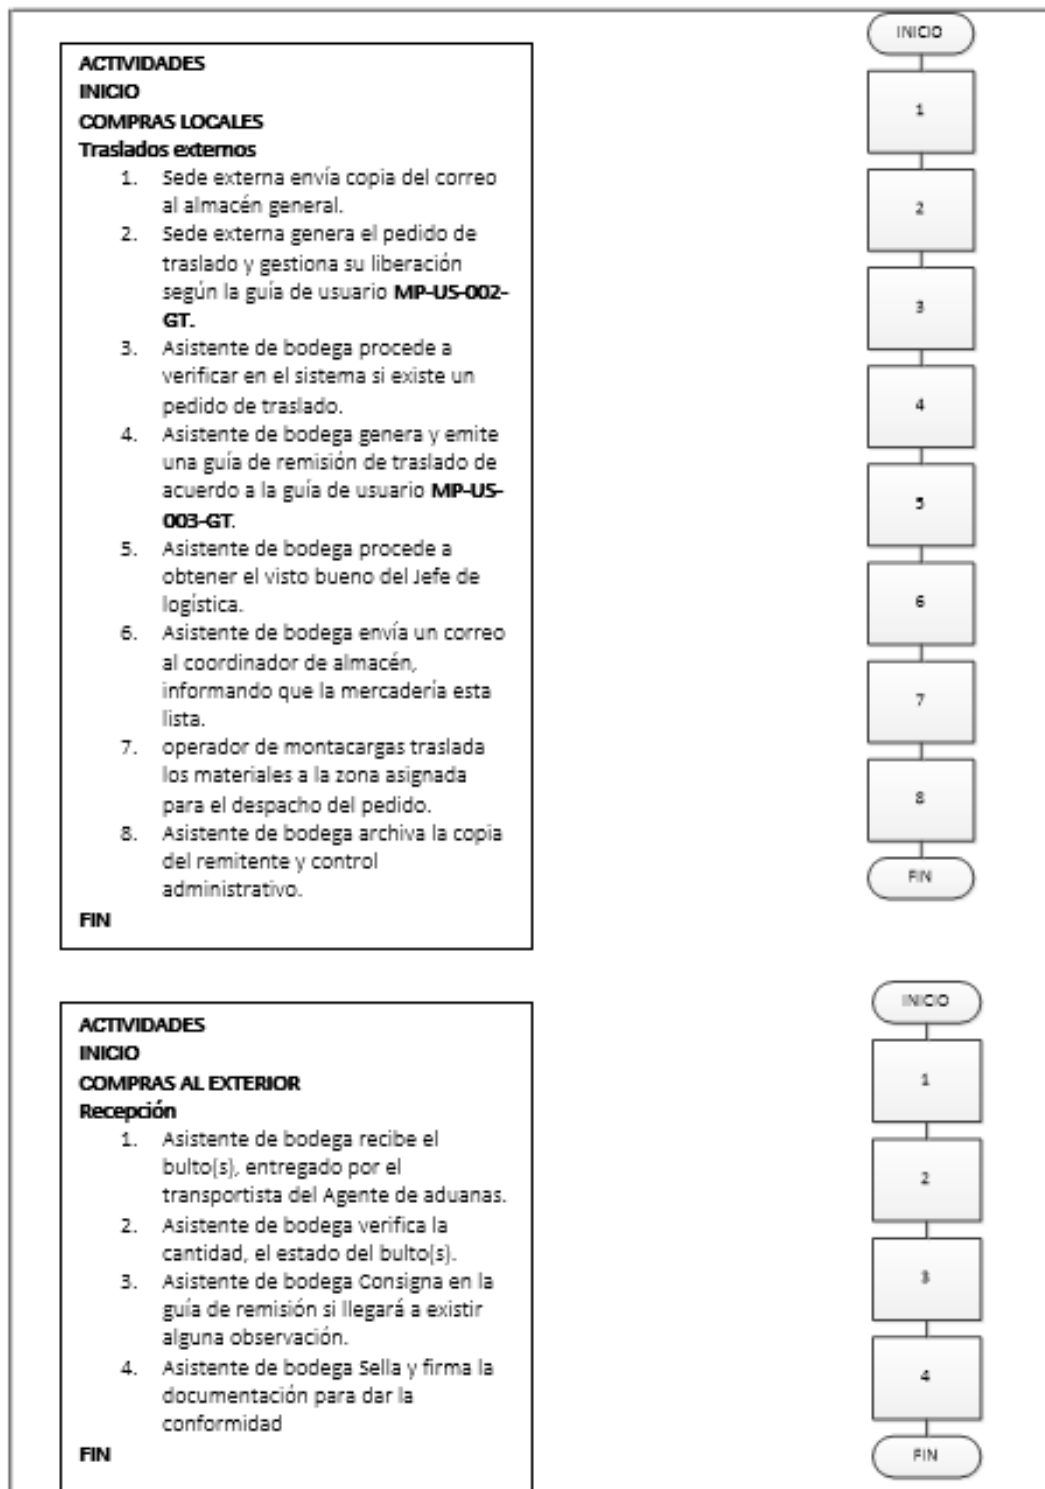 ACTIVIDADES
INICIO
COMPRAS LOCALES
Traslados externos
1. Sede externa envía copia del correo
al almacén general.
2. Sede externa genera el pedido de
traslado y gestiona su liberación
según la guía de usuario MP-US-002-
GT.
3. Asistente de bodega procede a
verificar en el sistema si existe un
pedido de traslado.
4. Asistente de bodega genera y emite
una guía de remisión de traslado de
acuerdo a la guía de usuario MP-US-
003-GT.
5. Asistente de bodega procede a
obtener el visto bueno del Jefe de
logística.
6. Asistente de bodega envía un correo
al coordinador de almacén,
informando que la mercadería esta
lista.
7. operador de montacargas traslada
los materiales a la zona asignada
para el despacho del pedido.
8. Asistente de bodega archiva la copia
del remitente y control
administrativo.
FIN
INICIO
1
2
3
4
5
6
7
8
FIN
ACTIVIDADES
INICIO
COMPRAS AL EXTERIOR
Recepción
1. Asistente de bodega recibe el
bulto(s), entregado por el
transportista del Agente de aduanas.
2. Asistente de bodega verifica la
cantidad, el estado del bulto(s).
3. Asistente de bodega Consigna en la
guía de remisión si llegará a existir
alguna observación.
4. Asistente de bodega Sella y firma la
documentación para dar la
conformidad
FIN
INICIO
1
2
3
4
FIN